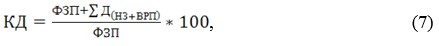 КД = ФЗП+∑Д(НЗ+ВРП) / ФЗП * 100, (7)